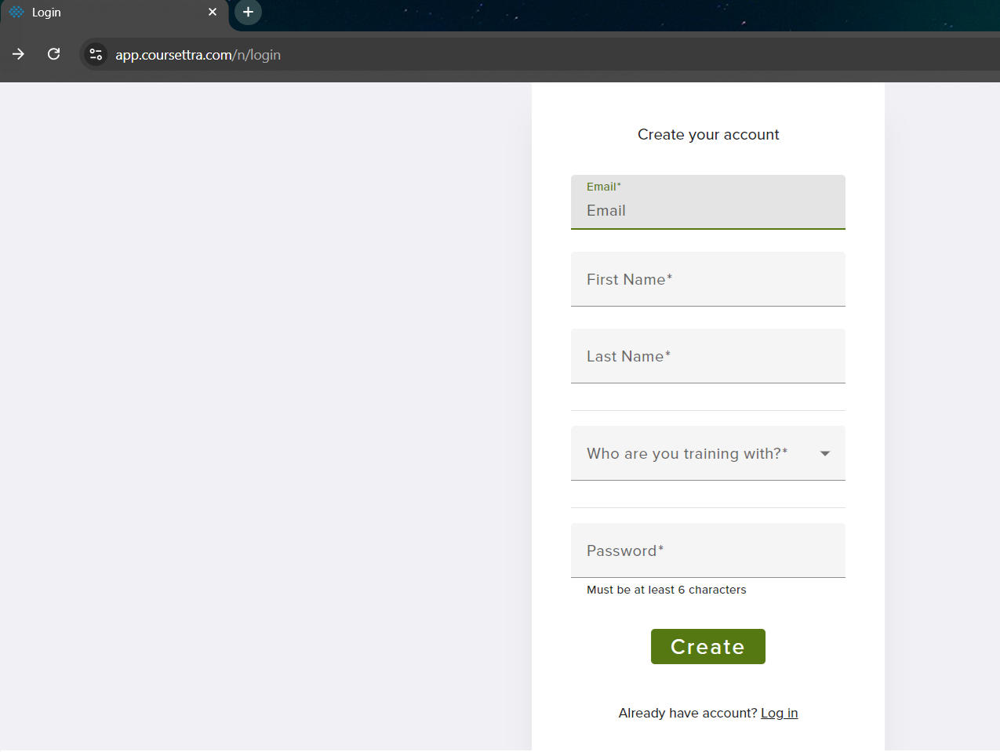 Login
app.coursettra.com/n/login
Create your account
Email*
Email
First Name*
Last Name*
Who are you training with?*
Password*
Must be at least 6 characters
Create
Already have account? Log in